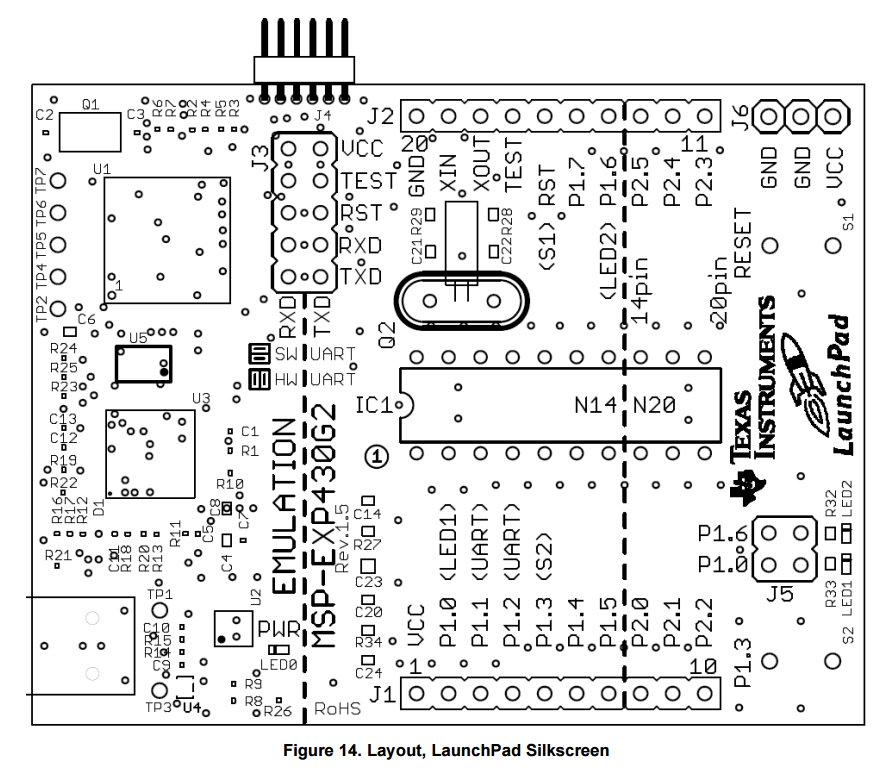 J4
J2
J6
Q1
C2
C3
R6
R7
R2
R4
R5
R3
20
11
J3
VCC
TEST
RST
RXD
TXD
GND
XIN
XOUT
TEST
(S1) RST
P1.7
(LED2) P1.6
P2.5
P2.4
P2.3
GND
GND
VCC
U1
1
TP7
TP6
TP5
TP4
TP2
C21 R29
C22 R28
S1
RESET
14pin
20pin
RXD
TXD
Q2
C6
R24
R25
R23
U5
SW UART
HW UART
TEXAS
INSTRUMENTS
LaunchPad
U3
IC1
N14
N20
C13
C12
R19
R22
C1
R1
R10
1
EMULATION
MSP-EXP430G2
Rev.1.5
R16
R17
R12
D1
R11
C5
C8
C7
C4
R21
C11
R18
R20
R13
C14
R27
C23
C20
R34
C24
R32
LED2
P1.6
P1.0
J5
R33
LED1
VCC
P1.0 (LED1)
P1.1 (UART)
P1.2 (UART)
P1.3 (S2)
P1.4
P1.5
P2.0
P2.1
P2.2
TP1
C10
R15
R14
C9
TP3
U4
U2
PWR
LED0
R9
R8
R26
RoHS
S2
P1.3
1
10
J1
Figure 14. Layout, LaunchPad Silkscreen